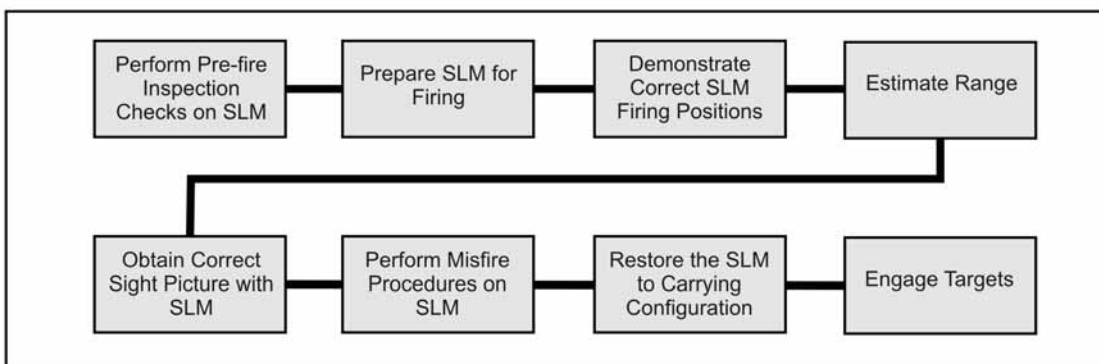 Perform Pre-fire
Inspection
Checks on SLM
Prepare SLM for
Firing
Demonstrate
Correct SLM
Firing Positions
Estimate Range
Obtain Correct
Sight Picture with
SLM
Perform Misfire
Procedures on
SLM
Restore the SLM
to Carrying
Configuration
Engage Targets